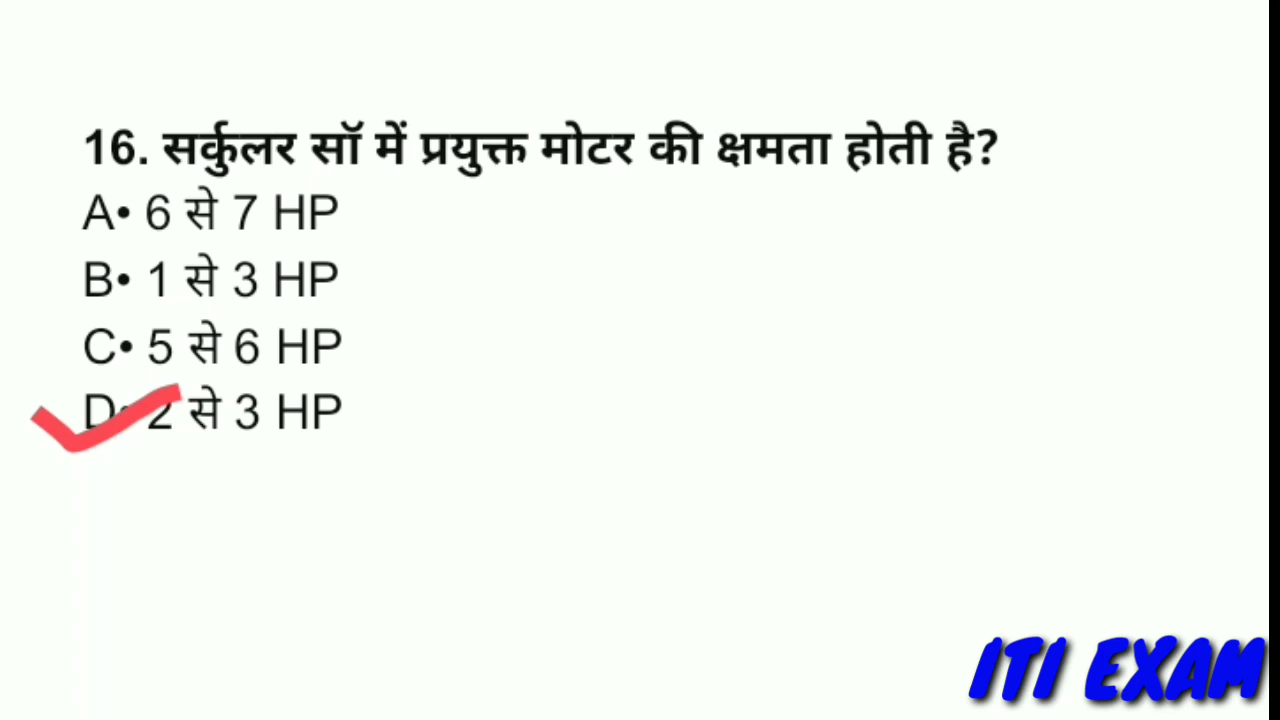 16. सर्कुलर सॉ में प्रयुक्त मोटर की क्षमता होती है?
A• 6 से 7 HP
B• 1 से 3 HP
C• 5 से 6 HP
D• 2 से 3 HP
ITI EXAM